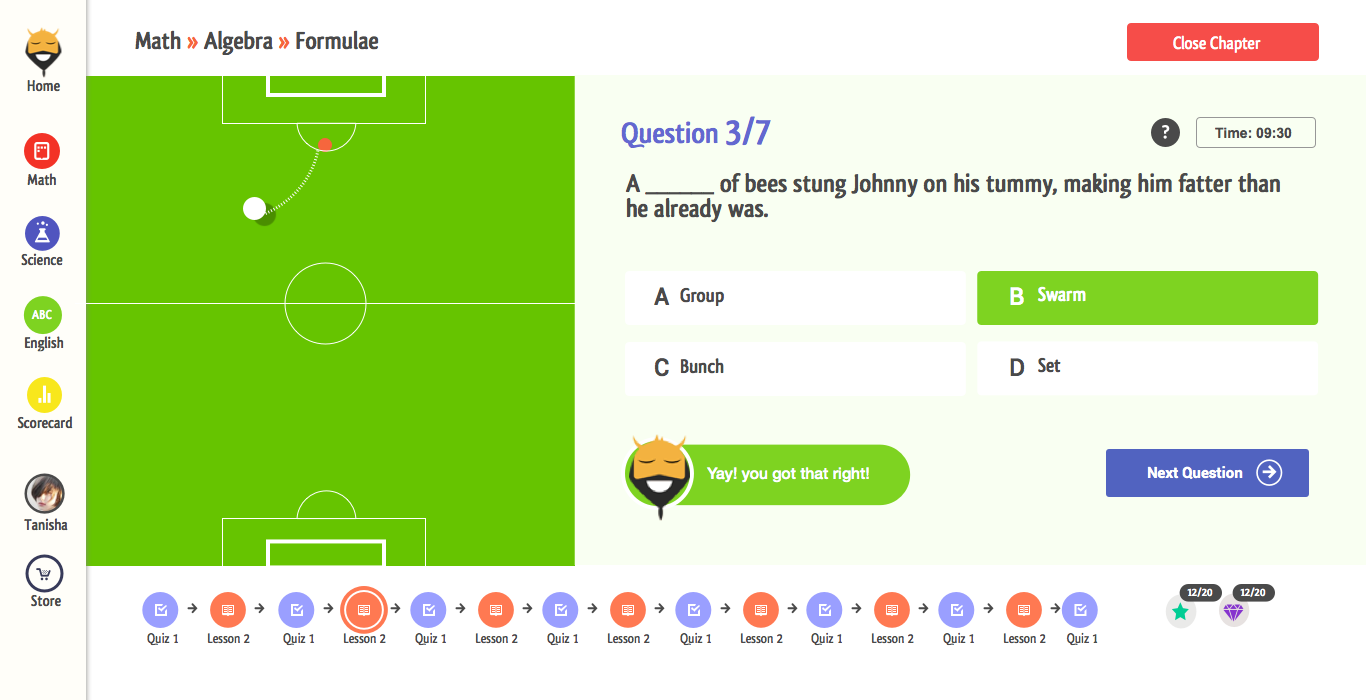 Home
Math
Science
ABC
English
Scorecard
Tanisha
Store
Math » Algebra » Formulae
Close Chapter
Question 3/7
?
Time: 09:30
A ______ of bees stung Johnny on his tummy, making him fatter than
he already was.
A Group
B Swarm
C Bunch
D Set
Yay! you got that right!
Next Question
Quiz 1
Lesson 2
Quiz 1
Lesson 2
Quiz 1
Lesson 2
Quiz 1
Lesson 2
Quiz 1
Lesson 2
Quiz 1
Lesson 2
Quiz 1
Lesson 2
Quiz 1
12/20
12/20